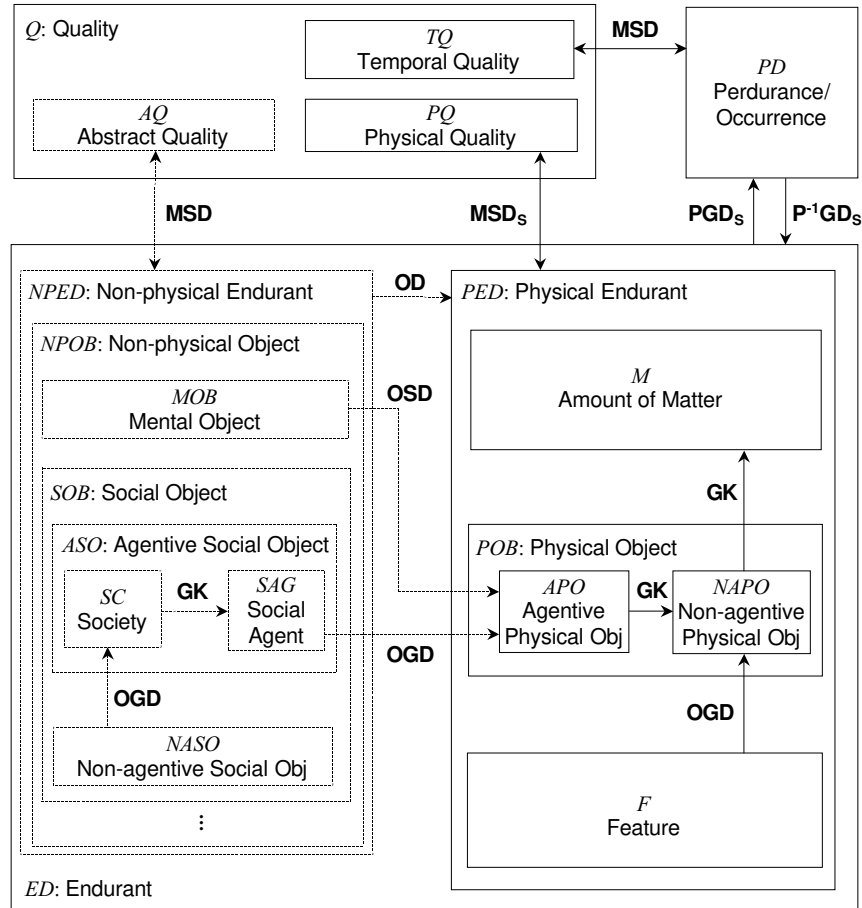 Q: Quality
TQ
Temporal Quality
MSD
PD
Perdurance/
Occurrence
AQ
Abstract Quality
PQ
Physical Quality
MSD
MSDS
PGDS
P-1GDS
NPED: Non-physical Endurant
OD
PED: Physical Endurant
NPOB: Non-physical Object
MOB
Mental Object
OSD
M
Amount of Matter
GK
SOB: Social Object
ASO: Agentive Social Object
SC
Society
GK
SAG
Social
Agent
OGD
POB: Physical Object
APO
Agentive
Physical Obj
GK
NAPO
Non-agentive
Physical Obj
OGD
OGD
NASO
Non-agentive Social Obj
⋮
F
Feature
ED: Endurant